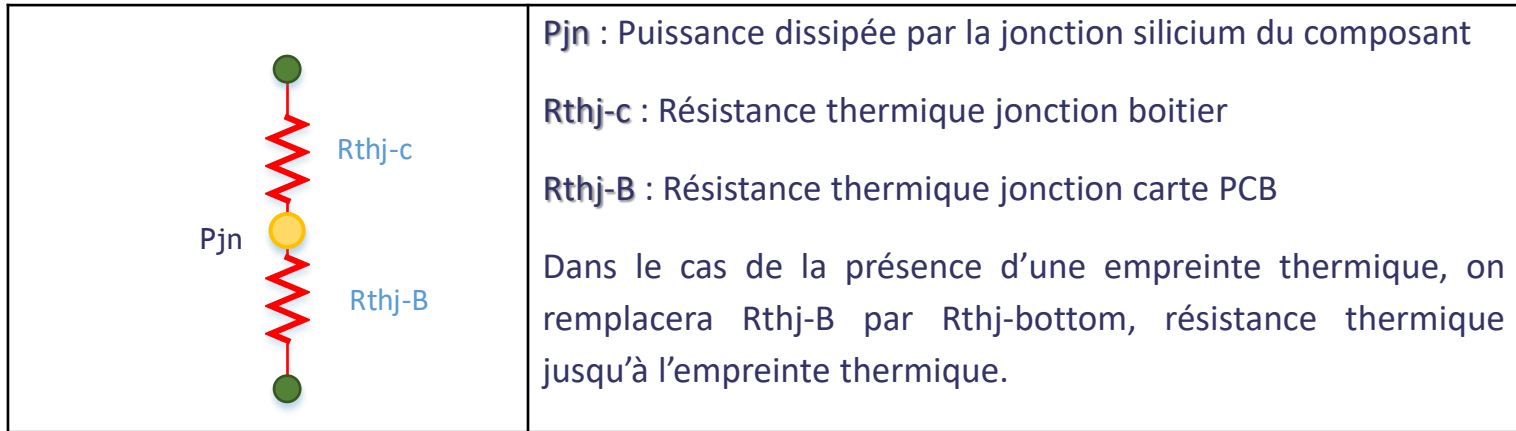 Rthj-c
Pjn
Rthj-B
Pjn : Puissance dissipée par la jonction silicium du composant
Rthj-c : Résistance thermique jonction boitier
Rthj-B : Résistance thermique jonction carte PCB
Dans le cas de la présence d’une empreinte thermique, on
remplacera Rthj-B par Rthj-bottom, résistance thermique
jusqu’à l’empreinte thermique.